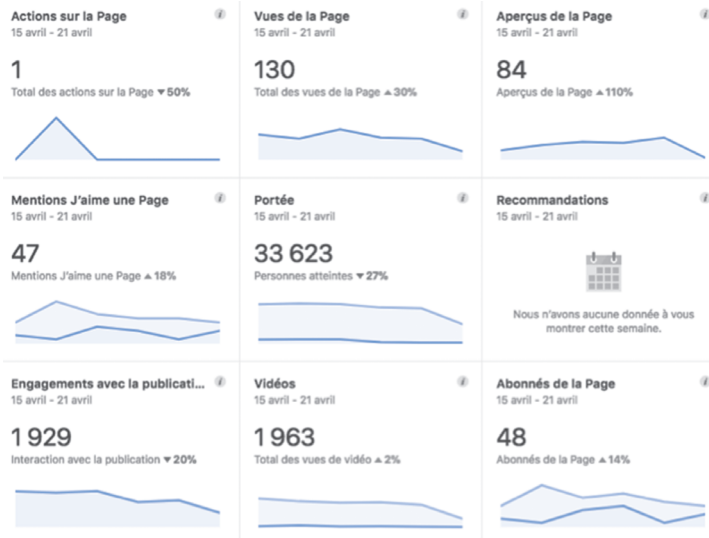 Actions sur la Page
15 avril - 21 avril
1
Total des actions sur la Page ▼50%
Vues de la Page
15 avril - 21 avril
130
Total des vues de la Page ▲30%
Aperçus de la Page
15 avril - 21 avril
84
Aperçus de la Page ▲110%
Mentions J'aime une Page
15 avril - 21 avril
47
Mentions J'aime une Page ▲18%
Portée
15 avril - 21 avril
33 623
Personnes atteintes ▼27%
Recommandations
15 avril - 21 avril
Nous n'avons aucune donnée à vous
montrer cette semaine.
Engagements avec la publicati...
15 avril - 21 avril
1 929
Interaction avec la publication ▼20%
Vidéos
15 avril - 21 avril
1 963
Total des vues de vidéo ▲2%
Abonnés de la Page
15 avril - 21 avril
48
Abonnés de la Page ▲14%